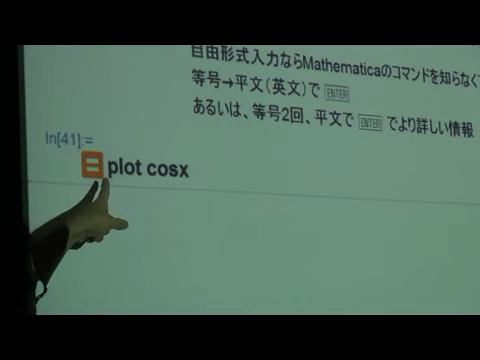 自由形式入力ならMathematicaのコマンドを知らなく
等号→平文(英文)で ENTER
あるいは、等号2回、平文で ENTER でより詳しい情報
In[41]:=
= plot cosx